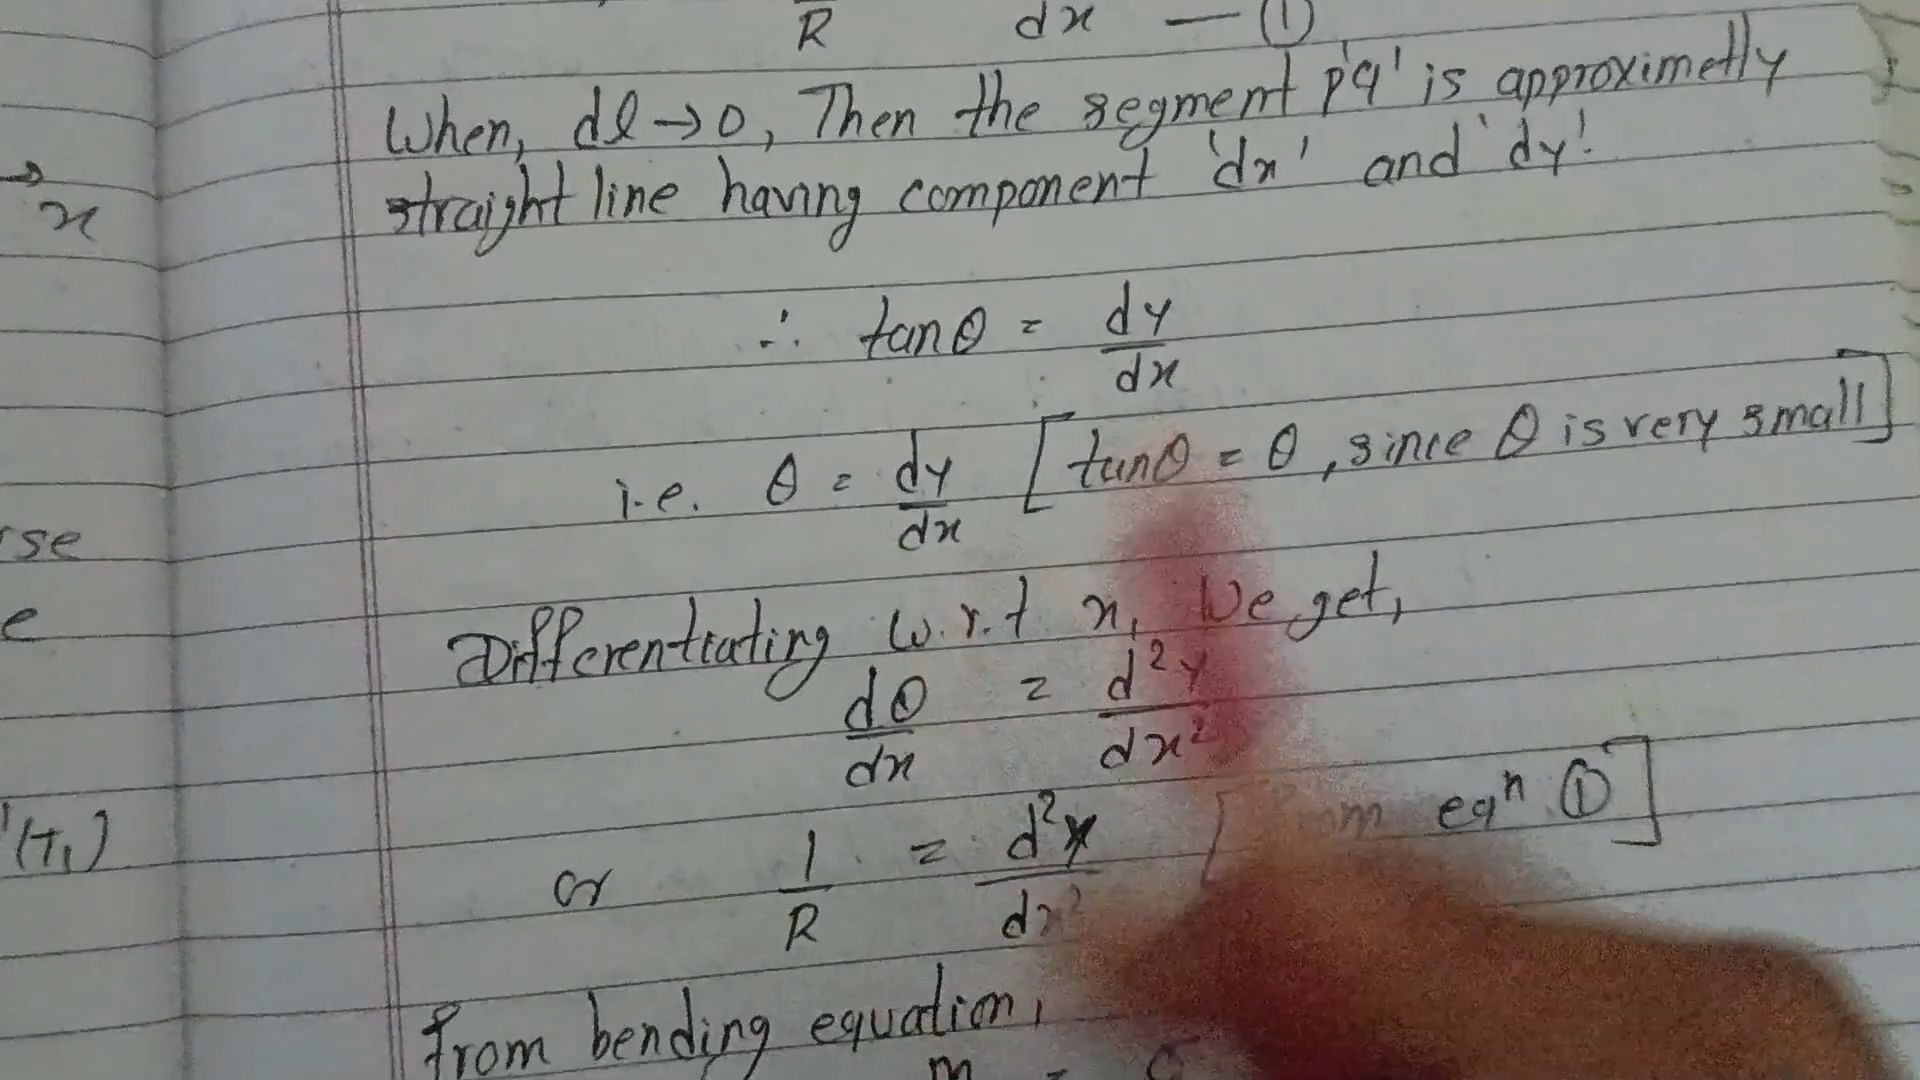 R dx — ①
When, dl → 0, Then the segment p'q' is approximetly
x
straight line having component 'dx' and 'dy'.
∴ tanθ = dy/dx
i.e. θ = dy/dx [tanθ = θ, since θ is very small]
rse
e
Differentiating w.r.t x, We get,
dθ/dx = d²y/dx²
'(T₁)
or 1/R = d²y/dx² eqⁿ ①]
from bending equation,
m =